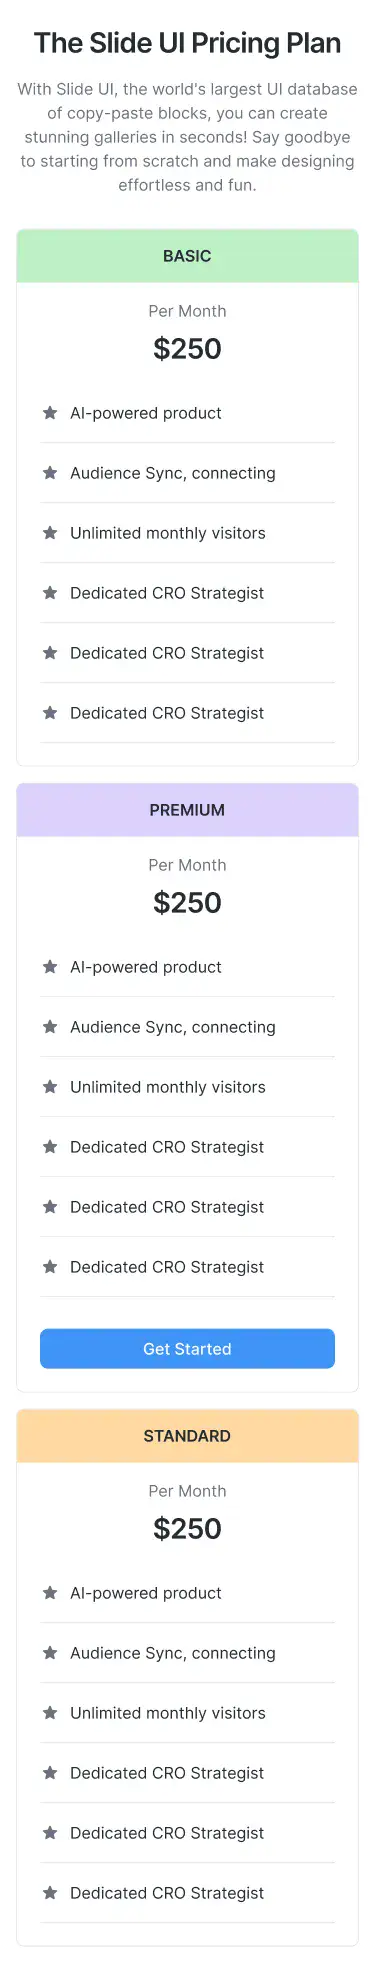 The Slide UI Pricing Plan
With Slide UI, the world's largest UI database
of copy-paste blocks, you can create
stunning galleries in seconds! Say goodbye
to starting from scratch and make designing
effortless and fun.
BASIC
Per Month
$250
AI-powered product
Audience Sync, connecting
Unlimited monthly visitors
Dedicated CRO Strategist
Dedicated CRO Strategist
Dedicated CRO Strategist
PREMIUM
Per Month
$250
AI-powered product
Audience Sync, connecting
Unlimited monthly visitors
Dedicated CRO Strategist
Dedicated CRO Strategist
Dedicated CRO Strategist
Get Started
STANDARD
Per Month
$250
AI-powered product
Audience Sync, connecting
Unlimited monthly visitors
Dedicated CRO Strategist
Dedicated CRO Strategist
Dedicated CRO Strategist